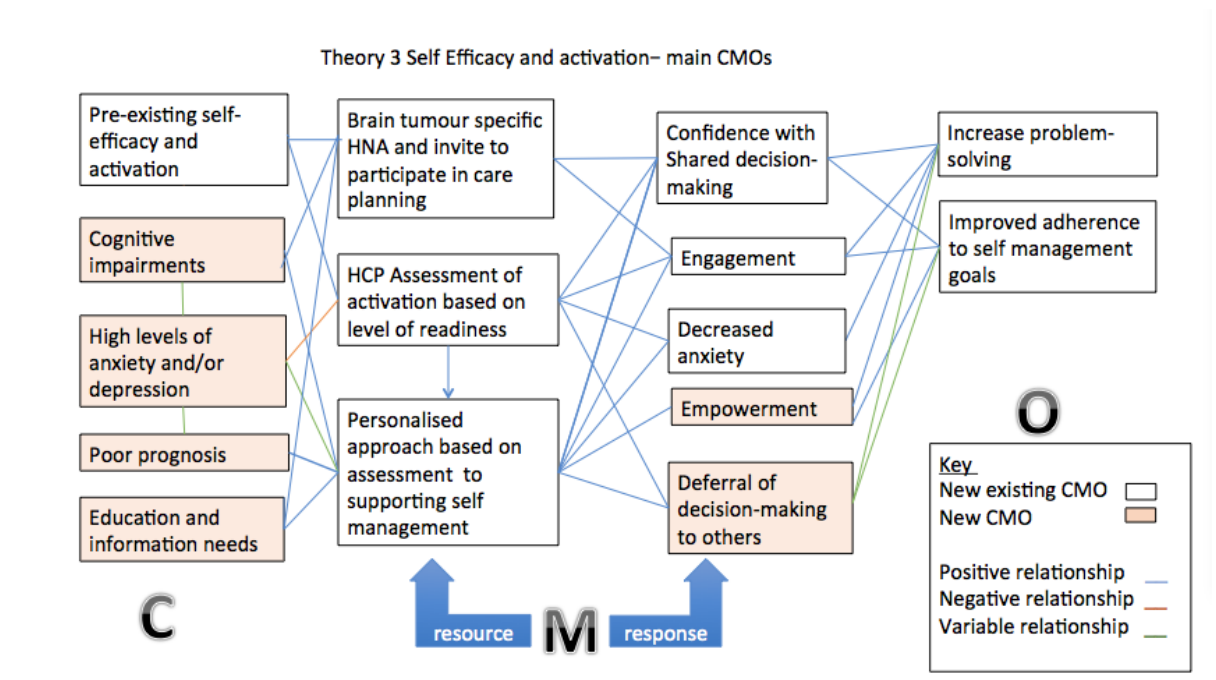 Theory 3 Self Efficacy and activation– main CMOs
Pre-existing self-
efficacy and
activation
Cognitive
impairments
High levels of
anxiety and/or
depression
Poor prognosis
Education and
information needs
C
Brain tumour specific
HNA and invite to
participate in care
planning
HCP Assessment of
activation based on
level of readiness
Personalised
approach based on
assessment to
supporting self
management
resource
M
response
Confidence with
Shared decision-
making
Engagement
Decreased
anxiety
Empowerment
Deferral of
decision-making
to others
Increase problem-
solving
Improved adherence
to self management
goals
O
Key
New existing CMO
New CMO
Positive relationship
Negative relationship
Variable relationship